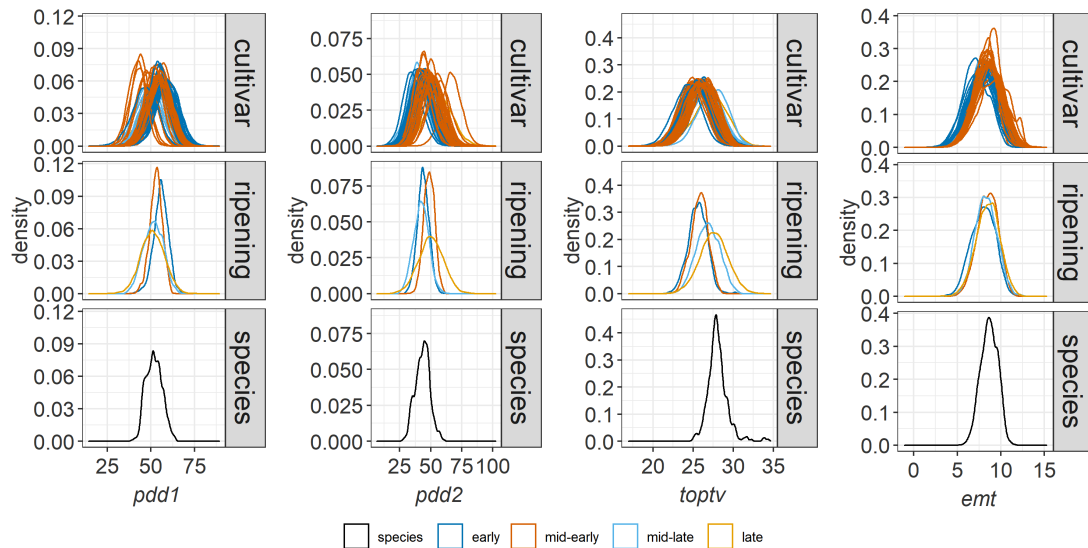 0.12
0.09
0.06
0.03
0.00
cultivar
0.12
0.09
0.06
0.03
0.00
density
ripening
0.12
0.09
0.06
0.03
0.00
species
25 50 75
pdd1
0.075
0.050
0.025
0.000
cultivar
0.075
0.050
0.025
0.000
density
ripening
0.075
0.050
0.025
0.000
species
25 50 75 100
pdd2
0.4
0.3
0.2
0.1
0.0
cultivar
0.4
0.3
0.2
0.1
0.0
density
ripening
0.4
0.3
0.2
0.1
0.0
species
20 25 30 35
toptv
0.4
0.3
0.2
0.1
0.0
cultivar
0.4
0.3
0.2
0.1
0.0
density
ripening
0.4
0.3
0.2
0.1
0.0
species
0 5 10 15
emt
species early mid-early mid-late late